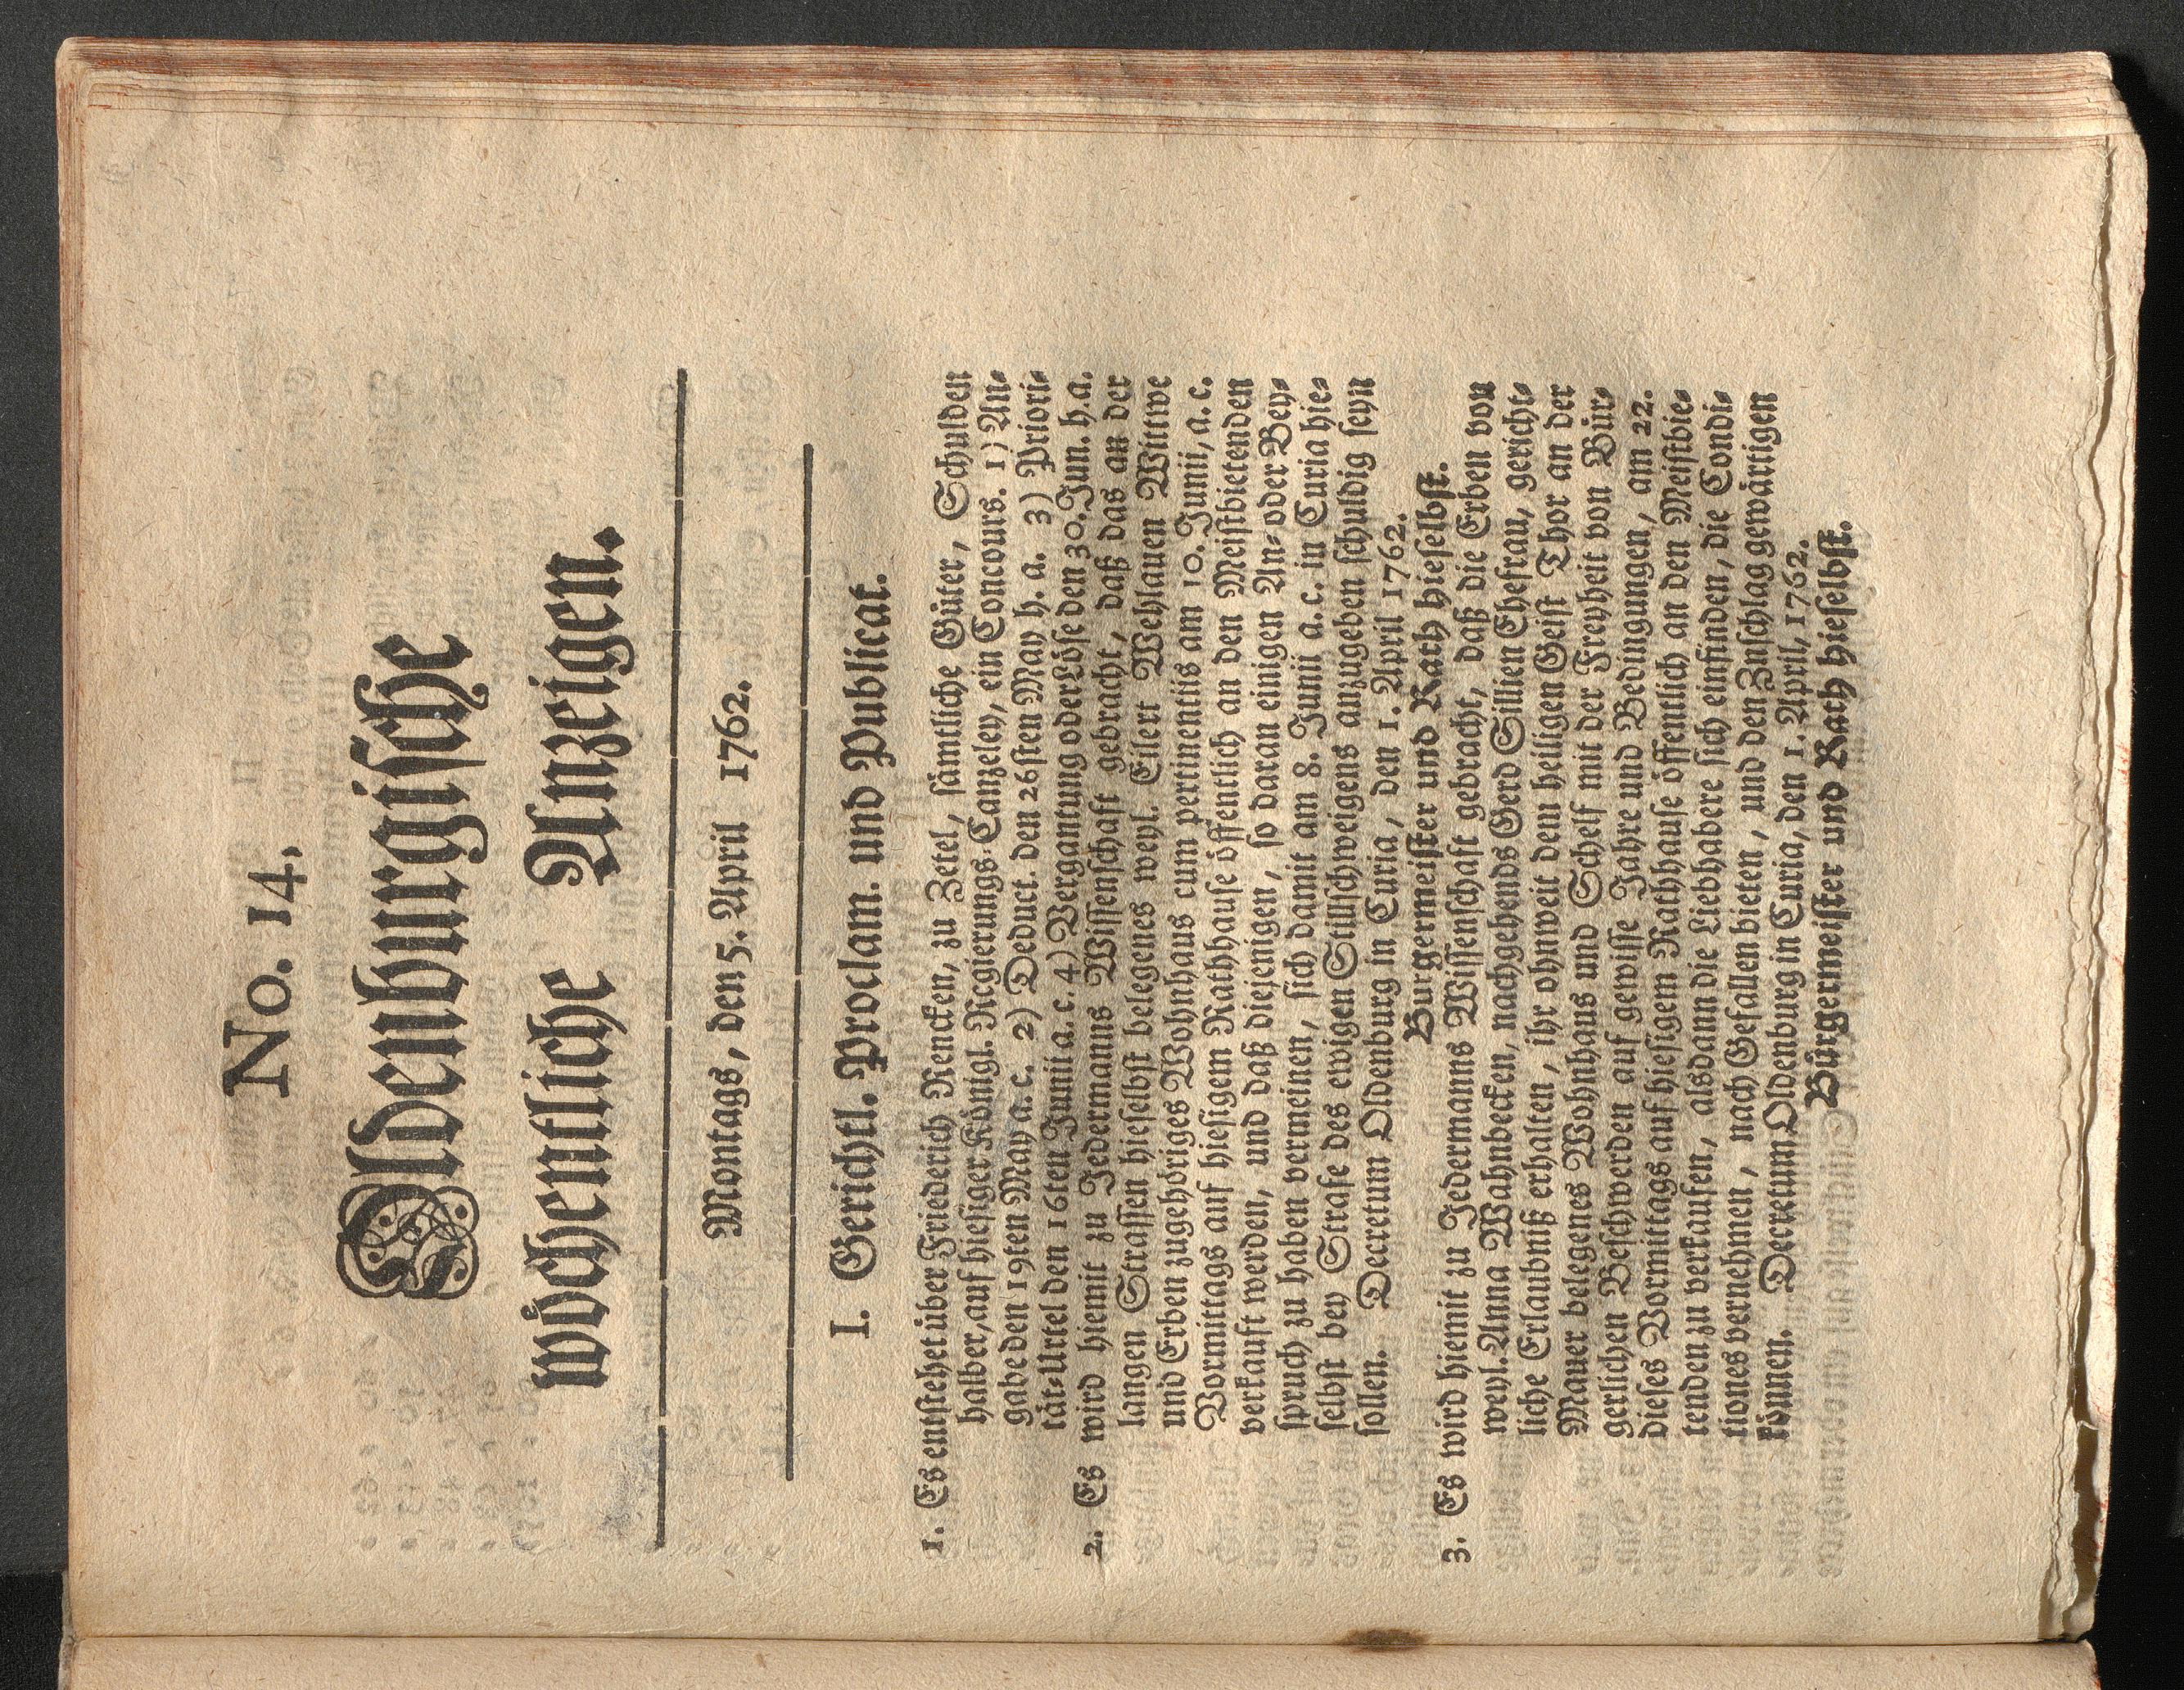 No. 14.
Oldenburgische
wöchentliche Anzeigen.
Montags, den 5. April 1762.
I. Gerichtl. Proclam. und Publicat.
1. Es entstehet über Friederich Rencken, zu Zetel, sämtliche Güter, Schulden
halber, auf hiesiger Königl. Regierungs-Canzeley, ein Concours. 1) An-
gabe den 19ten May a. c. 2) Deduct. den 26sten May h. a. 3) Priori-
tät-Urtel den 16ten Junii a. c. 4) Vergantung oder Löse den 30. Jun. h. a.
2. Es wird hiemit zu Jedermanns Wissenschaft gebracht, daß das an der
langen Strassen hieselbst belegenes weyl. Eilert Wehlauen Wittwe
und Erben zugehöriges Wohnhaus cum pertinentiis am 10. Junii, a. c.
Vormittags auf hiesigem Rathhause öffentlich an den Meistbietenden
verkauft werden, und daß diejenigen, so daran einigen An- oder Bey-
spruch zu haben vermeinen, sich damit am 8. Junii a. c. in Curia hie-
selbst bey Strafe des ewigen Stillschweigens anzugeben schuldig seyn
sollen. Decretum Oldenburg in Curia, den 1. April 1762.
Bürgermeister und Rath hieselbst.
3. Es wird hiemit zu Jedermanns Wissenschaft gebracht, daß die Erben von
weyl. Anna Wahnbecken, nachgehends Gerd Sillien Ehefrau, gericht-
liche Erlaubniß erhalten, ihr ohnweit dem heiligen Geist Thor an der
Mauer belegenes Wohnhaus und Schelf mit der Freyheit von Bür-
gerlichen Beschwerden auf gewisse Jahre und Bedingungen, am 22.
dieses Vormittags auf hiesigem Rathhause öffentlich an den Meistbie-
tenden zu verkaufen, alsdann die Liebhabere sich einfinden, die Condi-
tiones vernehmen, nach Gefallen bieten, und den Zuschlag gewärtigen
können. Decretum Oldenburg in Curia, den 1. April, 1762.
Bürgermeister und Rath hieselbst.